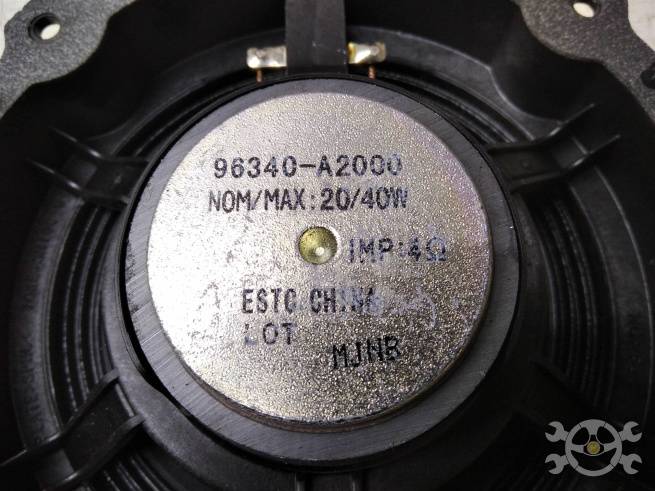 96340-A2000
NOM/MAX:20/40W
IMP:4Ω
ESTC CHINA
LOT
MJNB